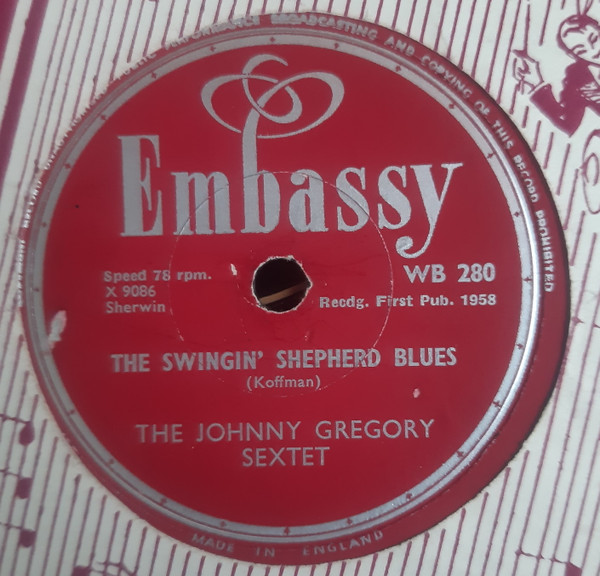 PERFORMANCE BROADCASTING AND COPYING OF THIS RECORD PROHIBITED
Embassy
Speed 78 rpm.
X 9086
Sherwin
WB 280
Recdg. First Pub. 1958
THE SWINGIN' SHEPHERD BLUES
(Koffman)
THE JOHNNY GREGORY
SEXTET
MADE IN ENGLAND